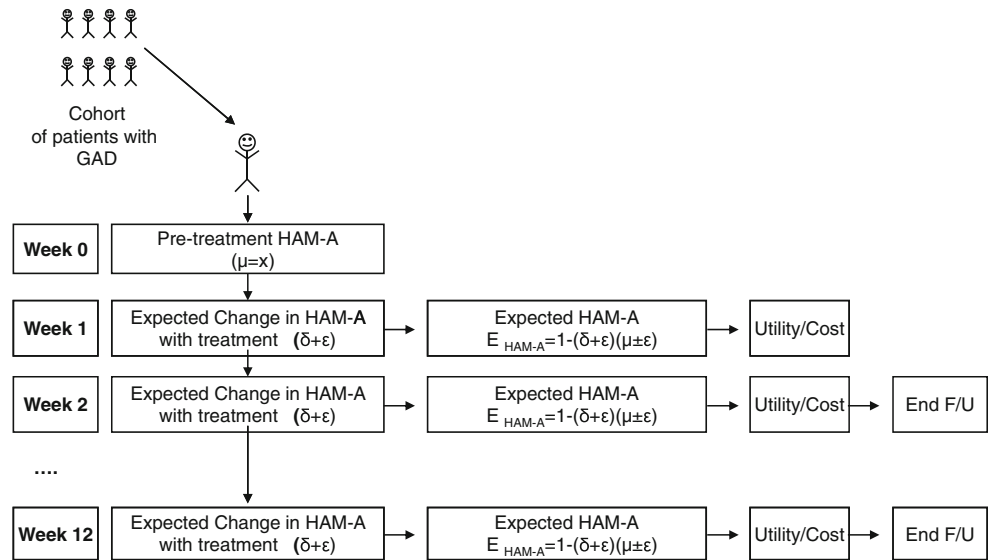 Cohort
of patients with
GAD
Week 0
Pre-treatment HAM-A
(μ=x)
Week 1
Expected Change in HAM-A
with treatment (δ+ε)
Expected HAM-A
E HAM-A=1-(δ+ε)(μ±ε)
Utility/Cost
Week 2
Expected Change in HAM-A
with treatment (δ+ε)
Expected HAM-A
E HAM-A=1-(δ+ε)(μ±ε)
Utility/Cost
End F/U
....
Week 12
Expected Change in HAM-A
with treatment (δ+ε)
Expected HAM-A
E HAM-A=1-(δ+ε)(μ±ε)
Utility/Cost
End F/U